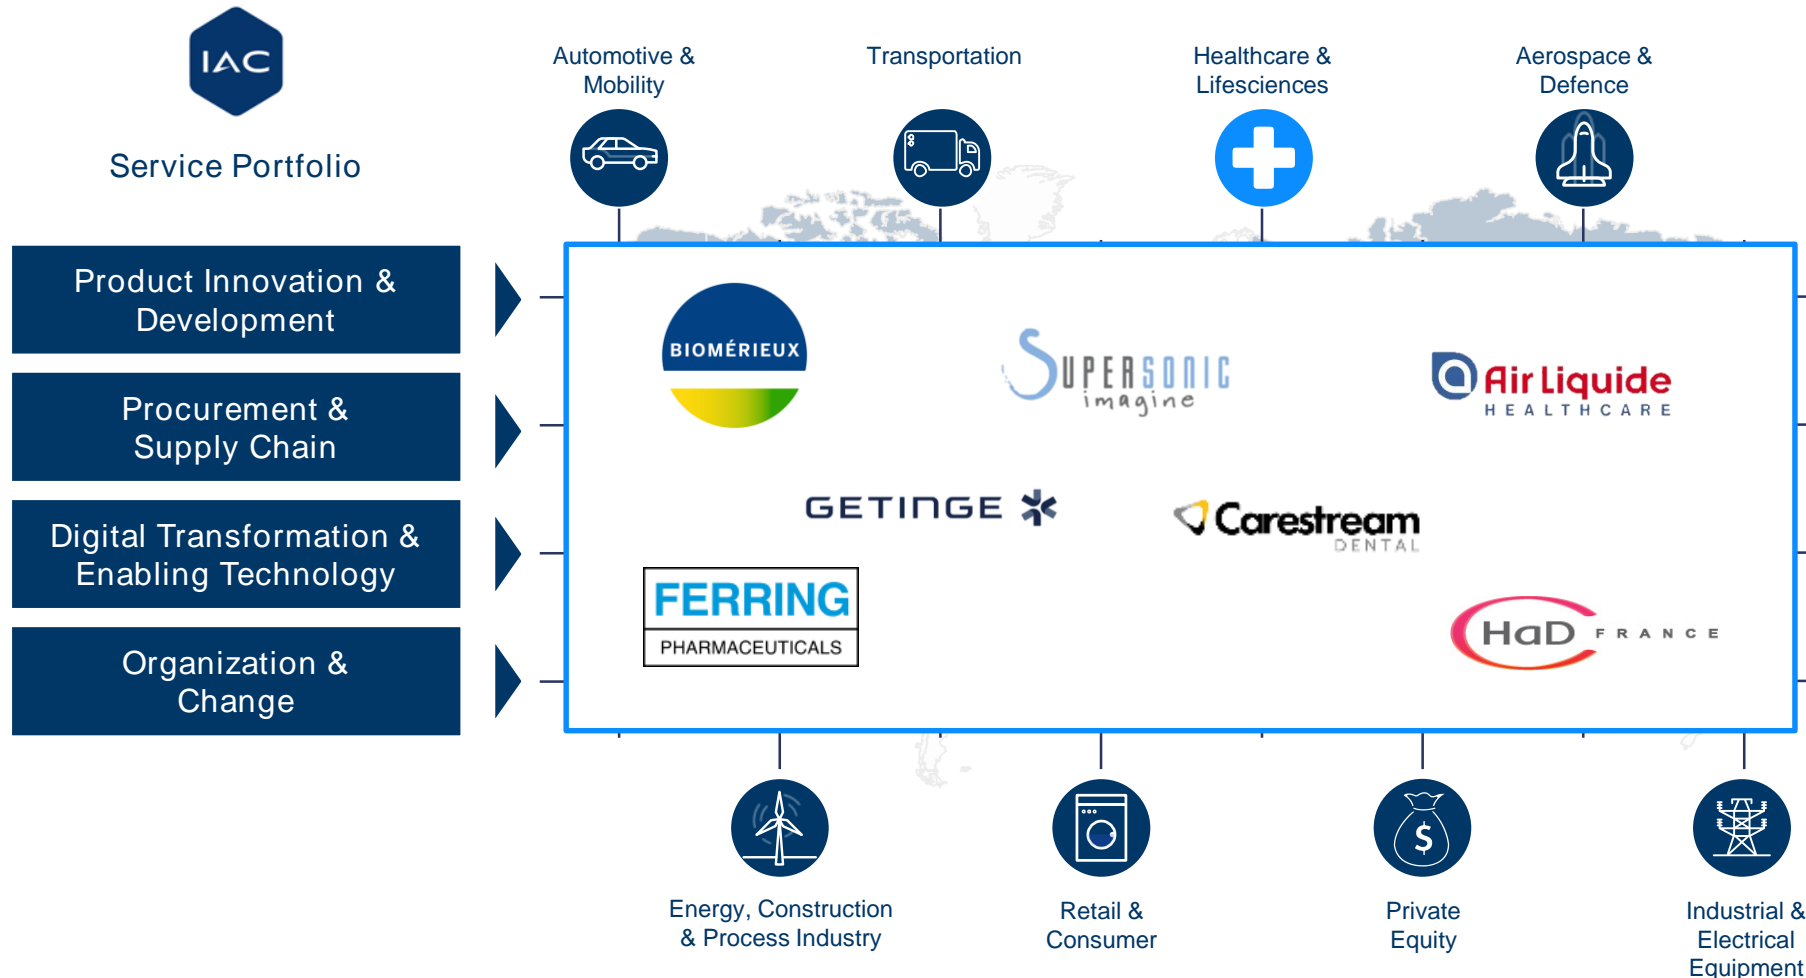 IAC
Service Portfolio
Automotive &
Mobility
Transportation
Healthcare &
Lifesciences
Aerospace &
Defence
Product Innovation &
Development
Procurement &
Supply Chain
Digital Transformation &
Enabling Technology
Organization &
Change
BIOMÉRIEUX
SUPERSONIC
imagine
Air Liquide
HEALTHCARE
GETINGE
Carestream
DENTAL
FERRING
PHARMACEUTICALS
HaD FRANCE
$
Energy, Construction
& Process Industry
Retail &
Consumer
Private
Equity
Industrial &
Electrical
Equipment